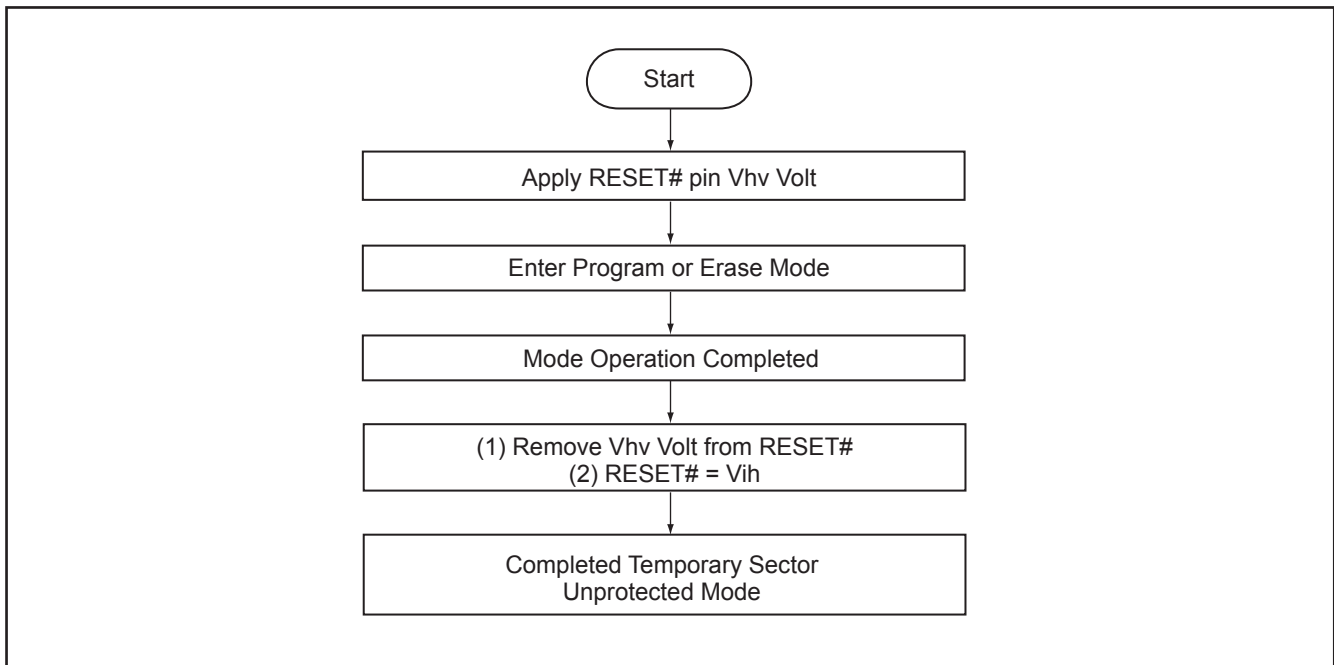 Start
Apply RESET# pin Vhv Volt
Enter Program or Erase Mode
Mode Operation Completed
(1) Remove Vhv Volt from RESET#
(2) RESET# = Vih
Completed Temporary Sector
Unprotected Mode